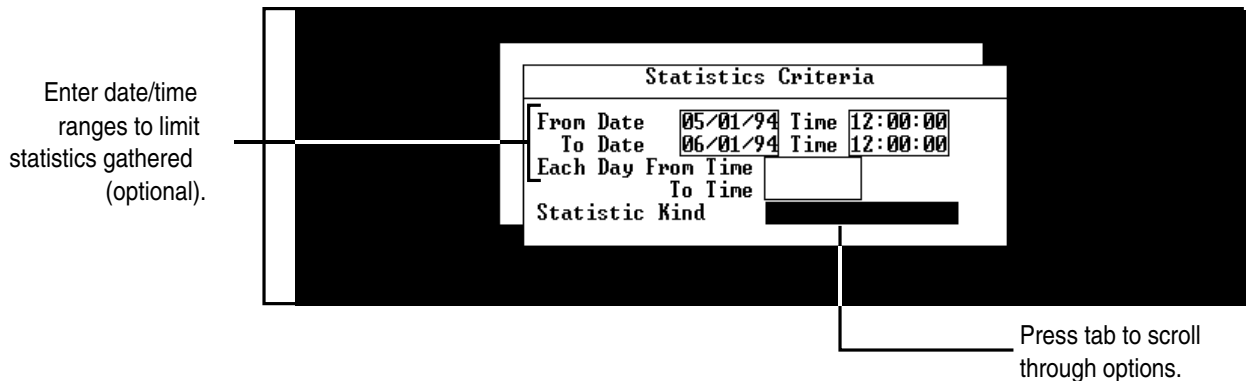 Enter date/time
ranges to limit
statistics gathered
(optional).
Statistics Criteria
From Date 05/01/94 Time 12:00:00
To Date 06/01/94 Time 12:00:00
Each Day From Time
To Time
Statistic Kind
Press tab to scroll
through options.